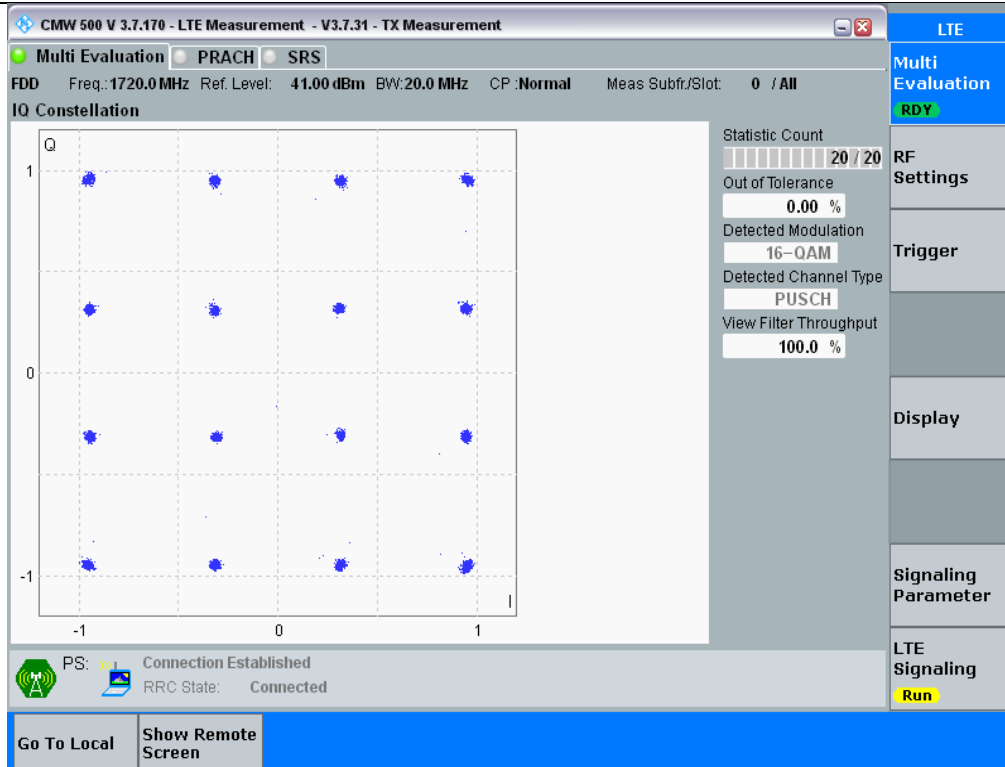 CMW 500 V 3.7.170 - LTE Measurement - V3.7.31 - TX Measurement
LTE
Multi Evaluation PRACH SRS
FDD Freq.:1720.0 MHz Ref. Level: 41.00 dBm BW:20.0 MHz CP :Normal Meas Subfr./Slot: 0 / All
IQ Constellation
Q
1
0
-1
I
-1 0 1
Statistic Count
20 / 20
Out of Tolerance
0.00 %
Detected Modulation
16-QAM
Detected Channel Type
PUSCH
View Filter Throughput
100.0 %
Multi
Evaluation
RDY
RF
Settings
Trigger
Display
Signaling
Parameter
LTE
Signaling
Run
PS: Connection Established
RRC State: Connected
Go To Local
Show Remote
Screen